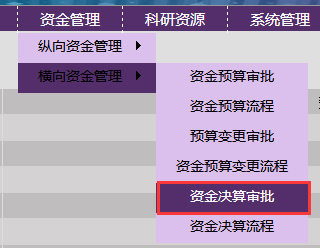 资金管理 科研资源 系统管理
纵向资金管理
横向资金管理
资金预算审批
资金预算流程
预算变更审批
资金预算变更流程
资金决算审批
资金决算流程